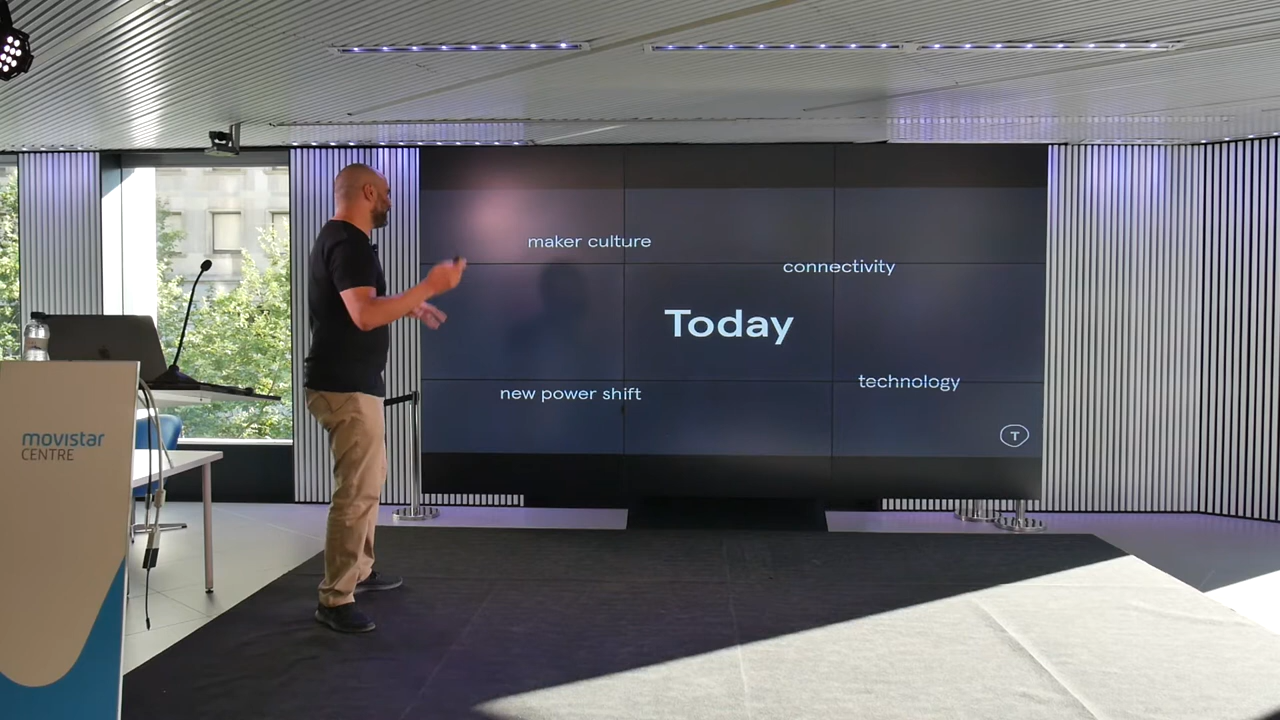 maker culture
connectivity
Today
technology
new power shift
T
movistar
CENTRE